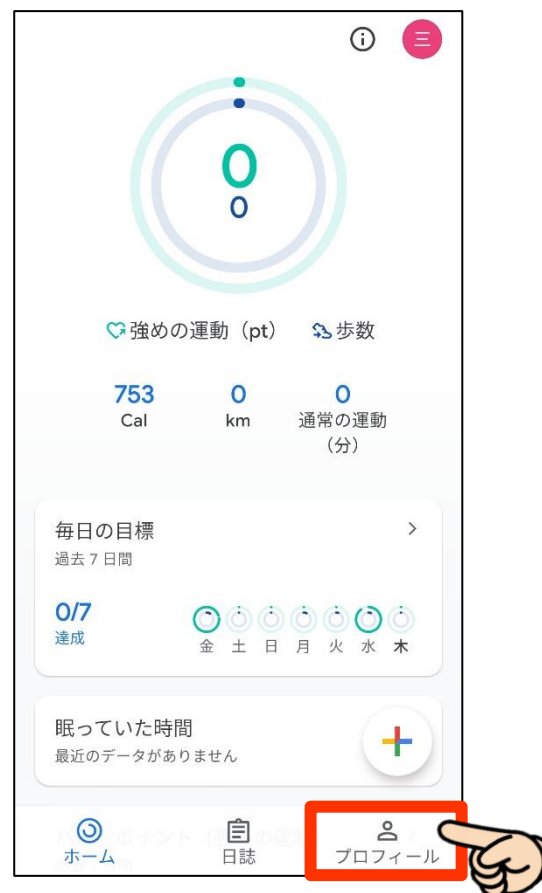 三
0
0
強めの運動(pt) 歩数
753 0 0
Cal km 通常の運動
(分)
毎日の目標
過去 7 日間
0/7
達成
金 土 日 月 火 水 木
眠っていた時間
最近のデータがありません
ホーム 日誌 プロフィール